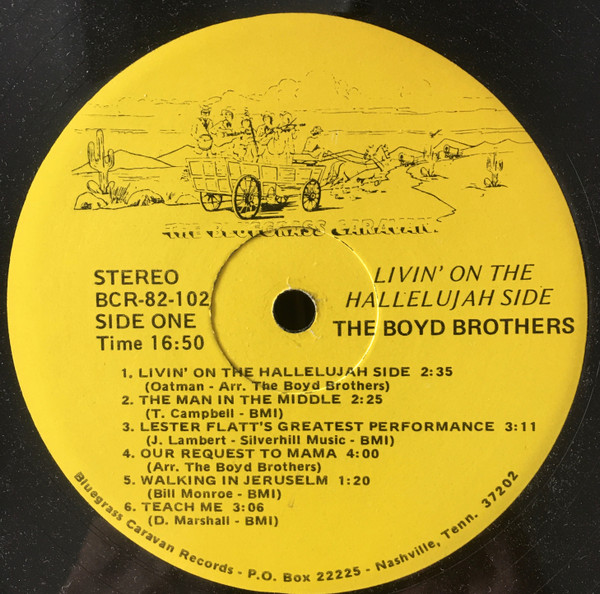 THE BLUEGRASS CARAVAN.
STEREO
BCR-82-102
SIDE ONE
Time 16:50
LIVIN' ON THE
HALLELUJAH SIDE
THE BOYD BROTHERS
1. LIVIN' ON THE HALLELUJAH SIDE 2:35
(Oatman - Arr. The Boyd Brothers)
2. THE MAN IN THE MIDDLE 2:25
(T. Campbell - BMI)
3. LESTER FLATT'S GREATEST PERFORMANCE 3:11
(J. Lambert - Silverhill Music - BMI)
4. OUR REQUEST TO MAMA 4:00
(Arr. The Boyd Brothers)
5. WALKING IN JERUSELM 1:20
(Bill Monroe - BMI)
6. TEACH ME 3:06
(D. Marshall - BMI)
Bluegrass Caravan Records - P.O. Box 22225 - Nashville, Tenn. 37202